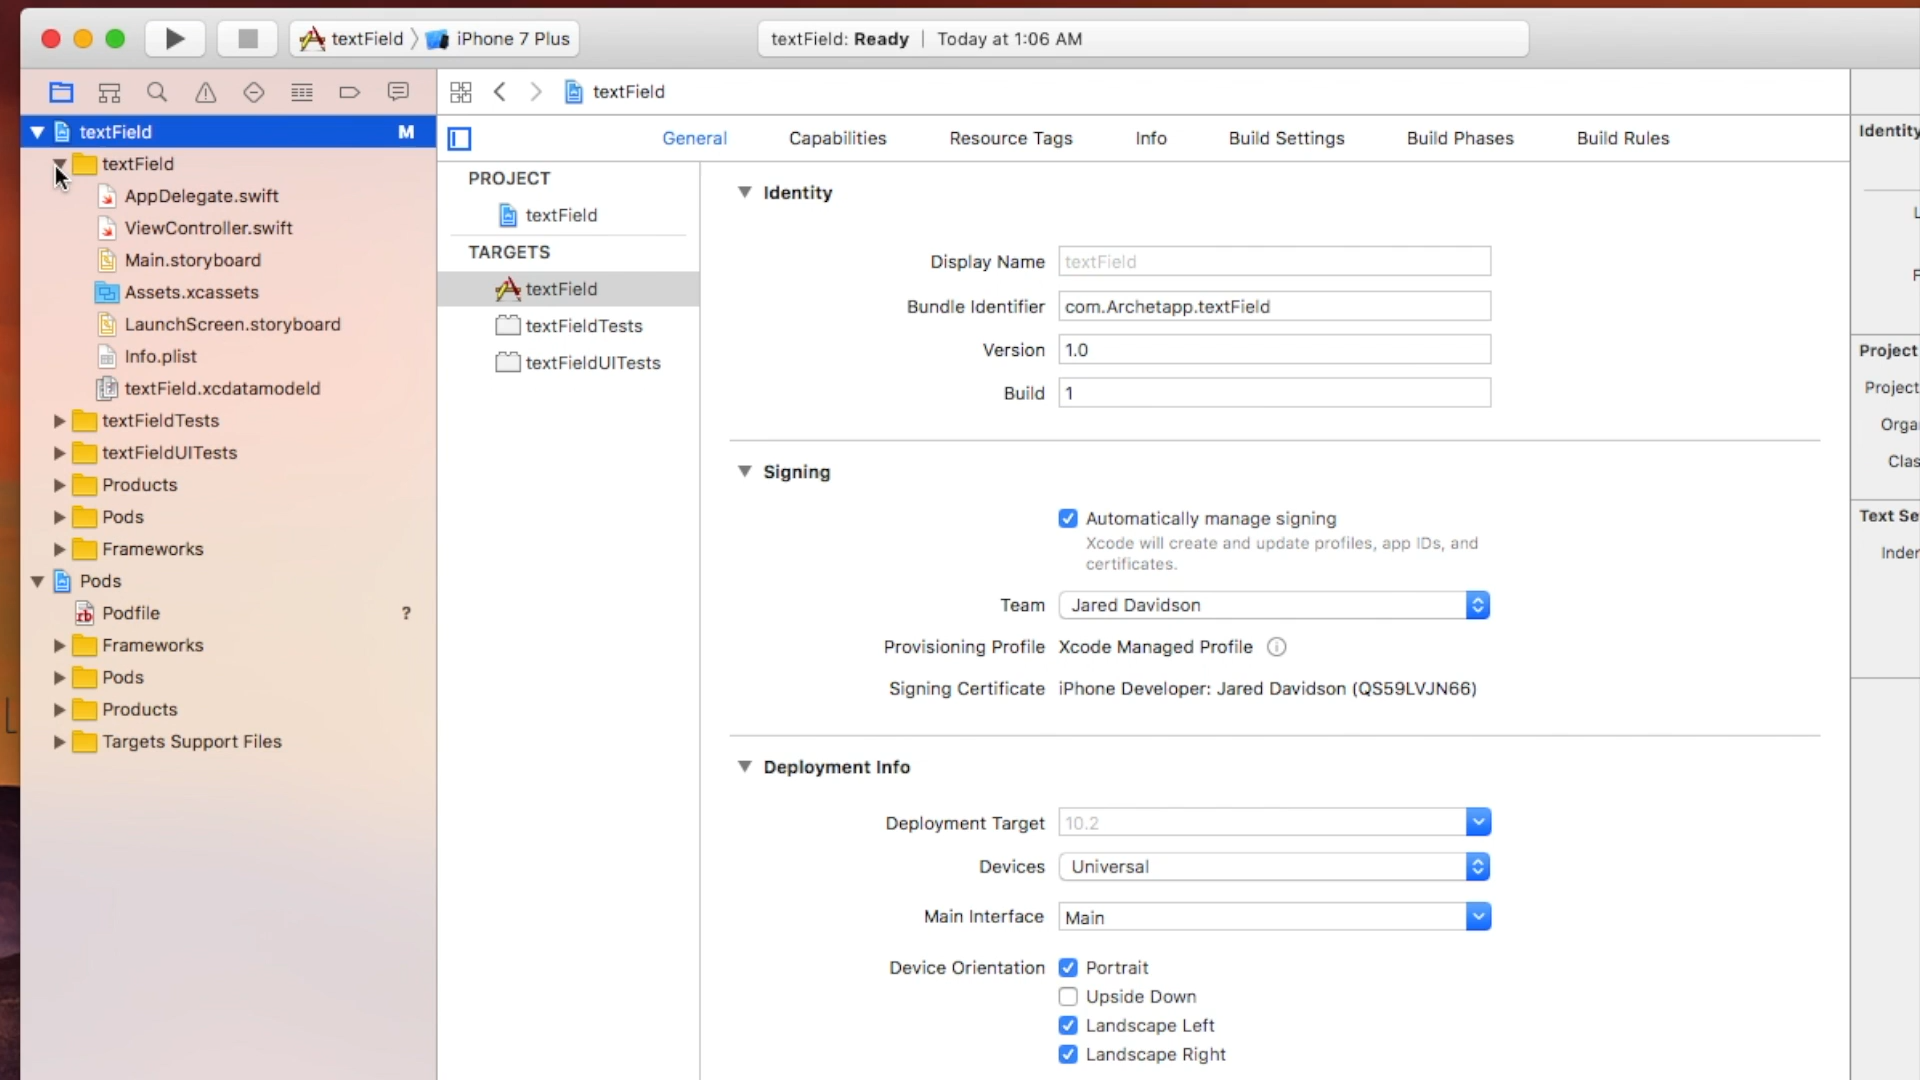 textField 〉 iPhone 7 Plus
textField: Ready | Today at 1:06 AM
textField
textField M
textField
AppDelegate.swift
ViewController.swift
Main.storyboard
Assets.xcassets
LaunchScreen.storyboard
Info.plist
textField.xcdatamodeld
textFieldTests
textFieldUITests
Products
Pods
Frameworks
Pods
Podfile ?
Frameworks
Pods
Products
Targets Support Files
General Capabilities Resource Tags Info Build Settings Build Phases Build Rules
PROJECT
textField
TARGETS
textField
textFieldTests
textFieldUITests
Identity
Display Name textField
Bundle Identifier com.Archetapp.textField
Version 1.0
Build 1
Signing
Automatically manage signing
Xcode will create and update profiles, app IDs, and
certificates.
Team Jared Davidson
Provisioning Profile Xcode Managed Profile
Signing Certificate iPhone Developer: Jared Davidson (QS59LVJN66)
Deployment Info
Deployment Target 10.2
Devices Universal
Main Interface Main
Device Orientation Portrait
Upside Down
Landscape Left
Landscape Right
Identity
Project
Project
Orga
Clas
Text Se
Inden